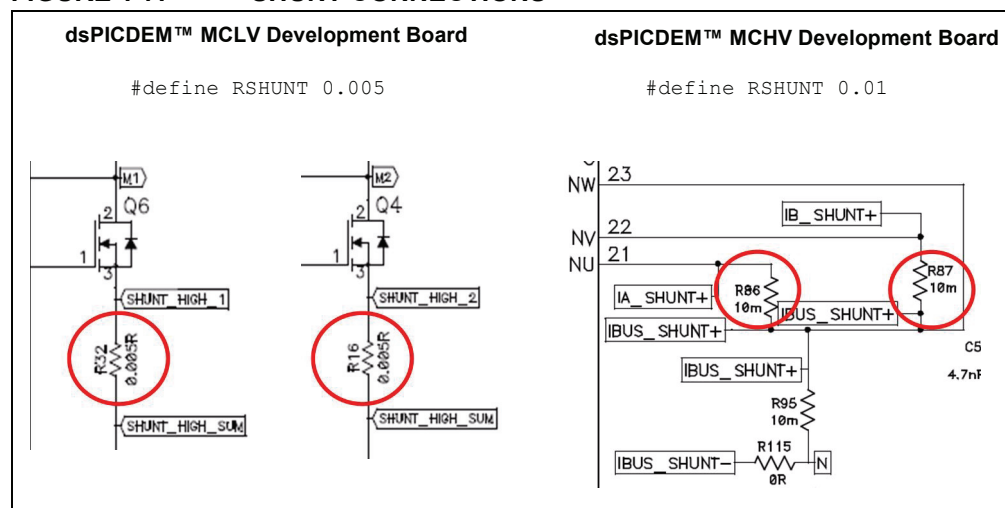 dsPICDEM™ MCLV Development Board
#define RSHUNT 0.005
M1
2
Q6
1
3
SHUNT_HIGH_1
R32
0.005R
SHUNT_HIGH_SUM
M2
2
Q4
1
3
SHUNT_HIGH_2
R16
0.005R
SHUNT_HIGH_SUM
dsPICDEM™ MCHV Development Board
#define RSHUNT 0.01
NW 23
IB_SHUNT+
NV 22
NU 21
R86
10m
R87
10m
IA_SHUNT+
IBUS_SHUNT+
IBUS_SHUNT+
C5
4.7nF
IBUS_SHUNT+
R95
10m
R115
IBUS_SHUNT-
N
0R